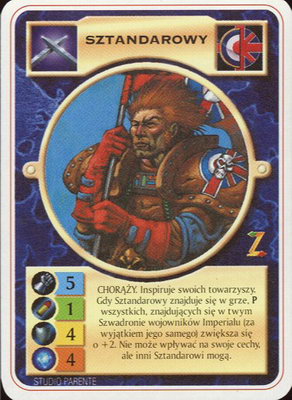 SZTANDAROWY
Z
5
1
4
4
CHORĄŻY. Inspiruje swoich towarzyszy.
Gdy Sztandarowy znajduje się w grze, P
wszystkich, znajdujących się w twym
Szwadronie wojowników Imperialu (za
wyjątkiem jego samego) zwiększa się
o +2. Nie może wpływać na swoje cechy,
ale inni Sztandarowi mogą.
STUDIO PARENTE